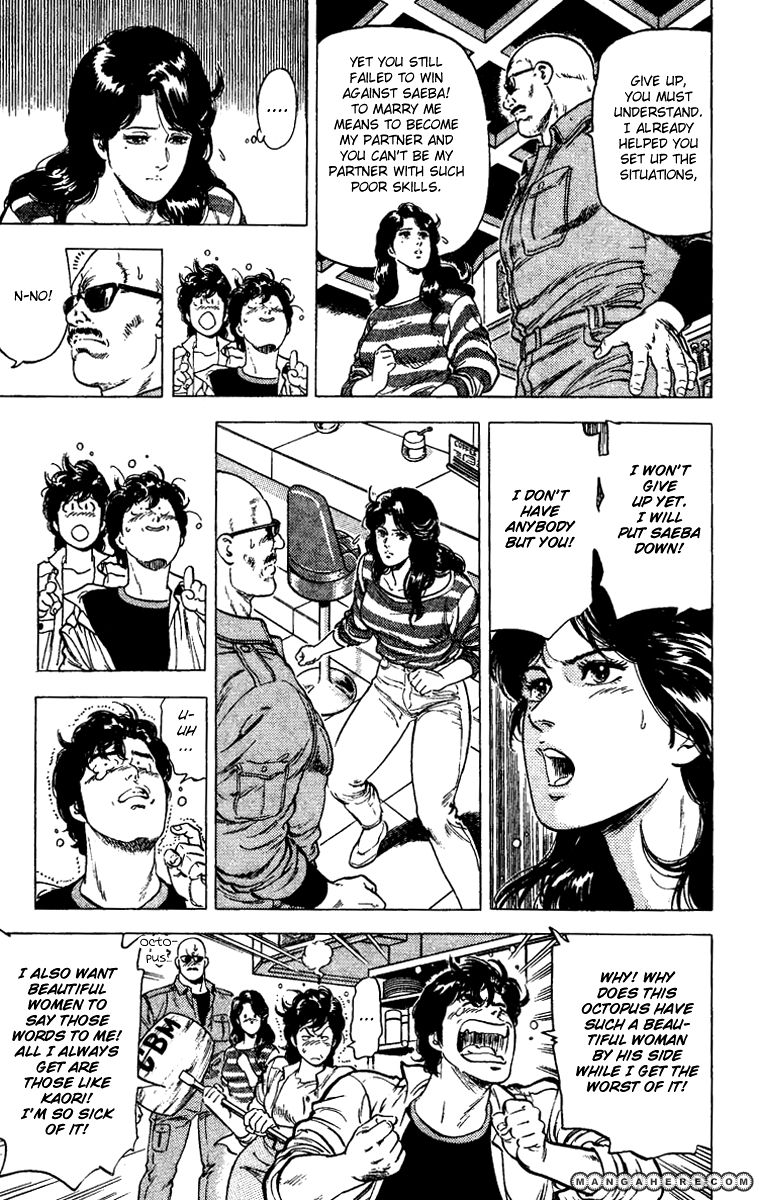 GIVE UP,
YOU MUST
UNDERSTAND.
I ALREADY
HELPED YOU
SET UP THE
SITUATIONS,
YET YOU STILL
FAILED TO WIN
AGAINST SAEBA!
TO MARRY ME
MEANS TO BECOME
MY PARTNER AND
YOU CAN'T BE MY
PARTNER WITH SUCH
POOR SKILLS.
....
N-NO!
I WON'T
GIVE
UP YET.
I WILL
PUT SAEBA
DOWN!
I DON'T
HAVE
ANYBODY
BUT YOU!
U-
UH
...
WHY! WHY
DOES THIS
OCTOPUS HAVE
SUCH A BEAU-
TIFUL WOMAN
BY HIS SIDE
WHILE I GET THE
WORST OF IT!
...
OCTO-
PUS?
GBM
I ALSO WANT
BEAUTIFUL
WOMEN TO
SAY THOSE
WORDS TO ME!
ALL I ALWAYS
GET ARE
THOSE LIKE
KAORI!
I'M SO SICK
OF IT!
MANGAHERE.COM